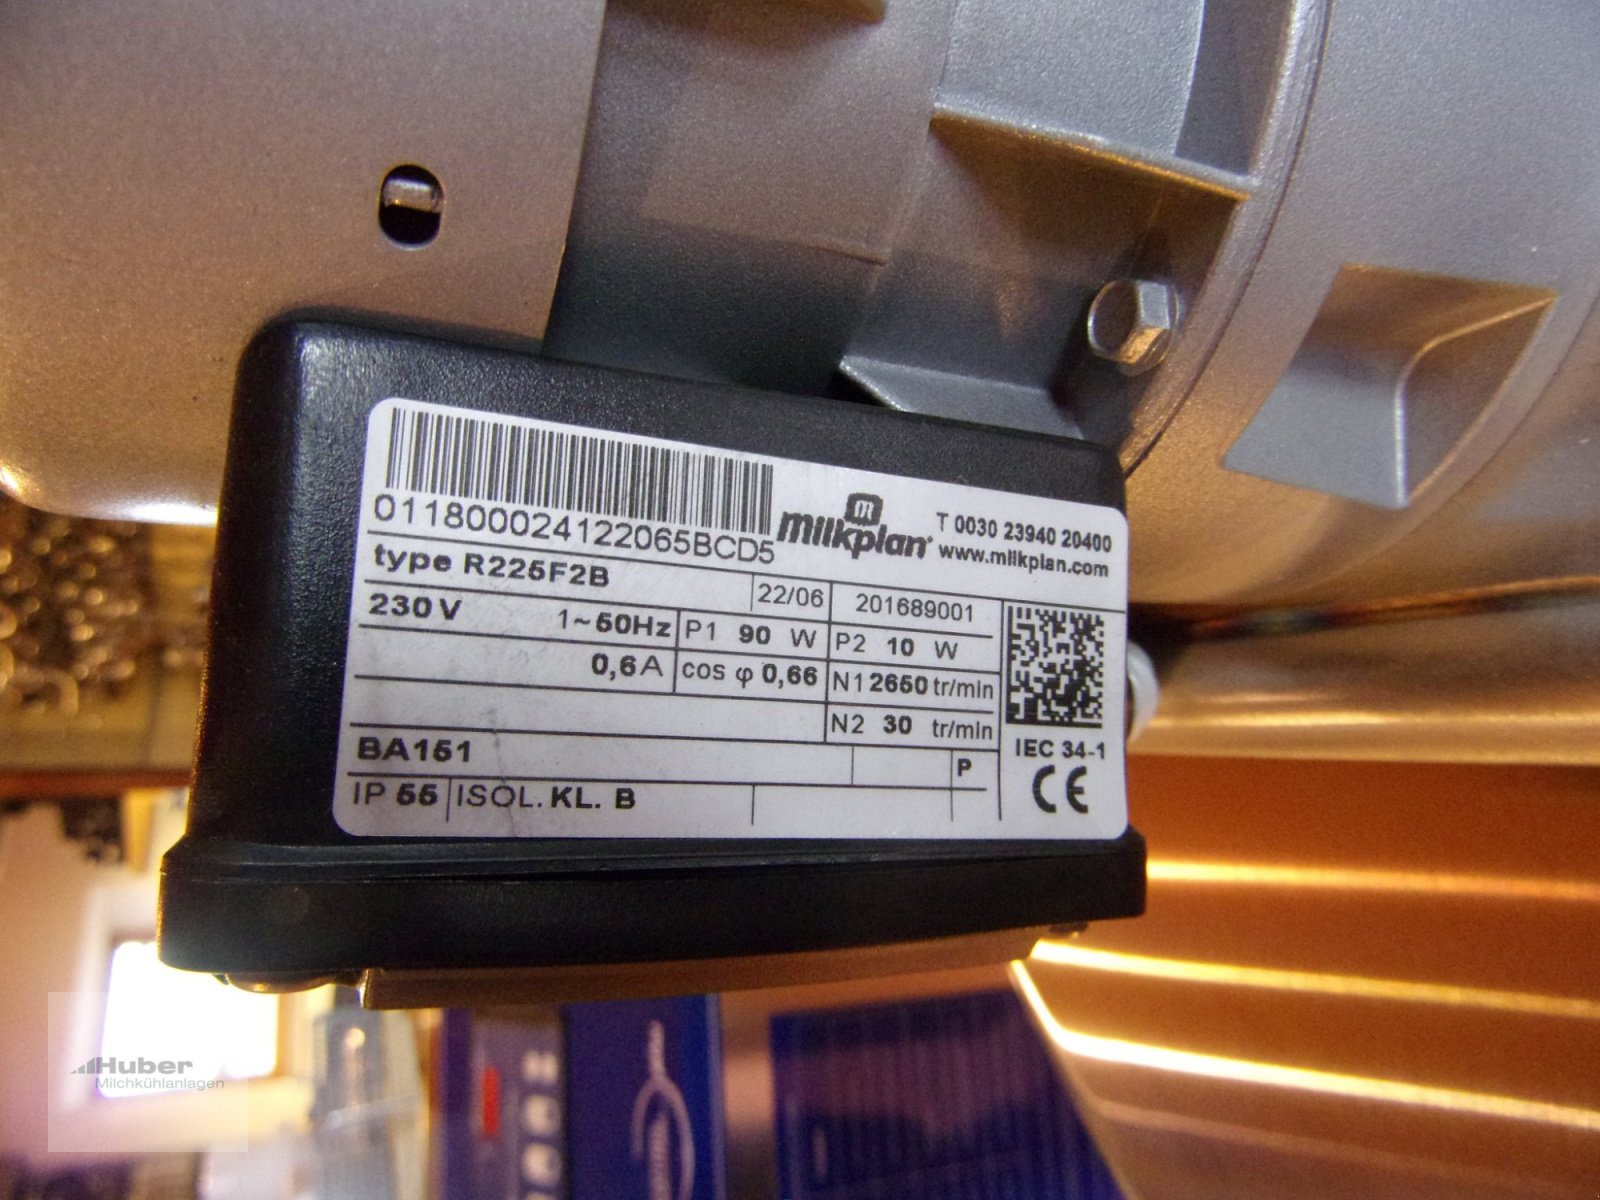 011800024122065BCD5
milkplan
T 0030 23940 20400
www.milkplan.com
type R225F2B
22/06
201689001
230V
1~50Hz
P1 90 W
P2 10 W
0,6A
cos φ 0,66
N1 2650 tr/min
N2 30 tr/min
BA151
P
IEC 34-1
IP 55
ISOL. KL. B
CE
Huber
Milchkühlanlagen